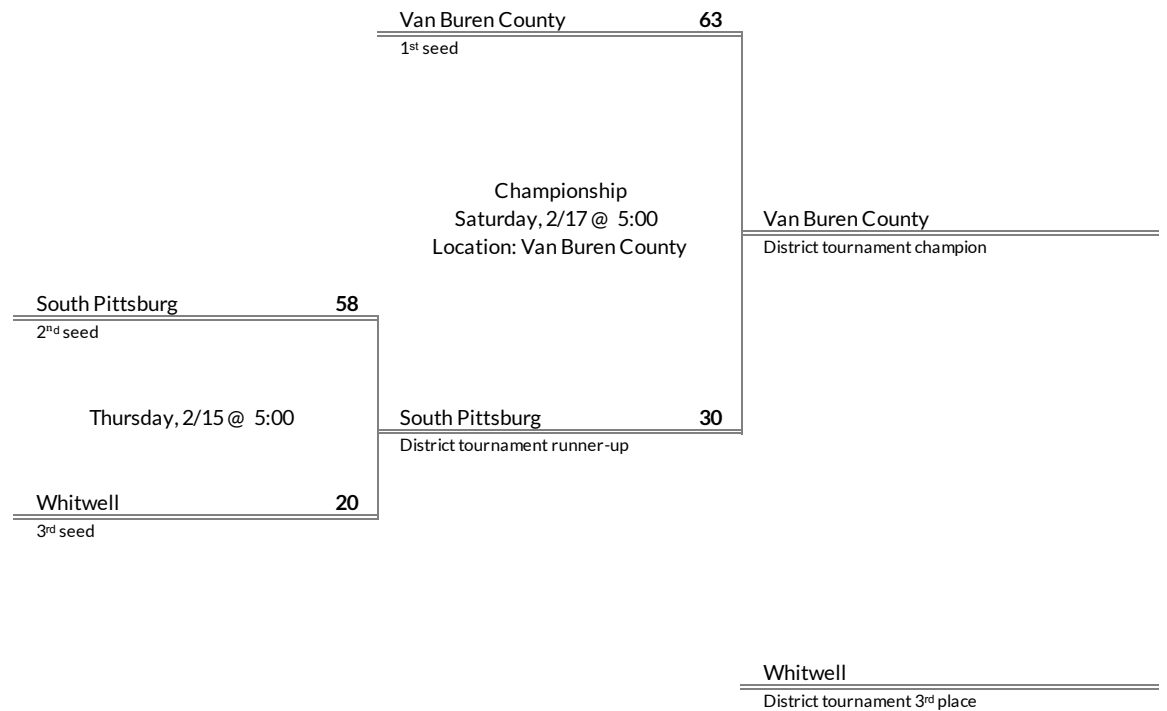 Van Buren County 63
1st seed
Championship
Saturday, 2/17 @ 5:00
Location: Van Buren County
Van Buren County
District tournament champion
South Pittsburg 58
2nd seed
Thursday, 2/15 @ 5:00
South Pittsburg 30
District tournament runner-up
Whitwell 20
3rd seed
Whitwell
District tournament 3rd place